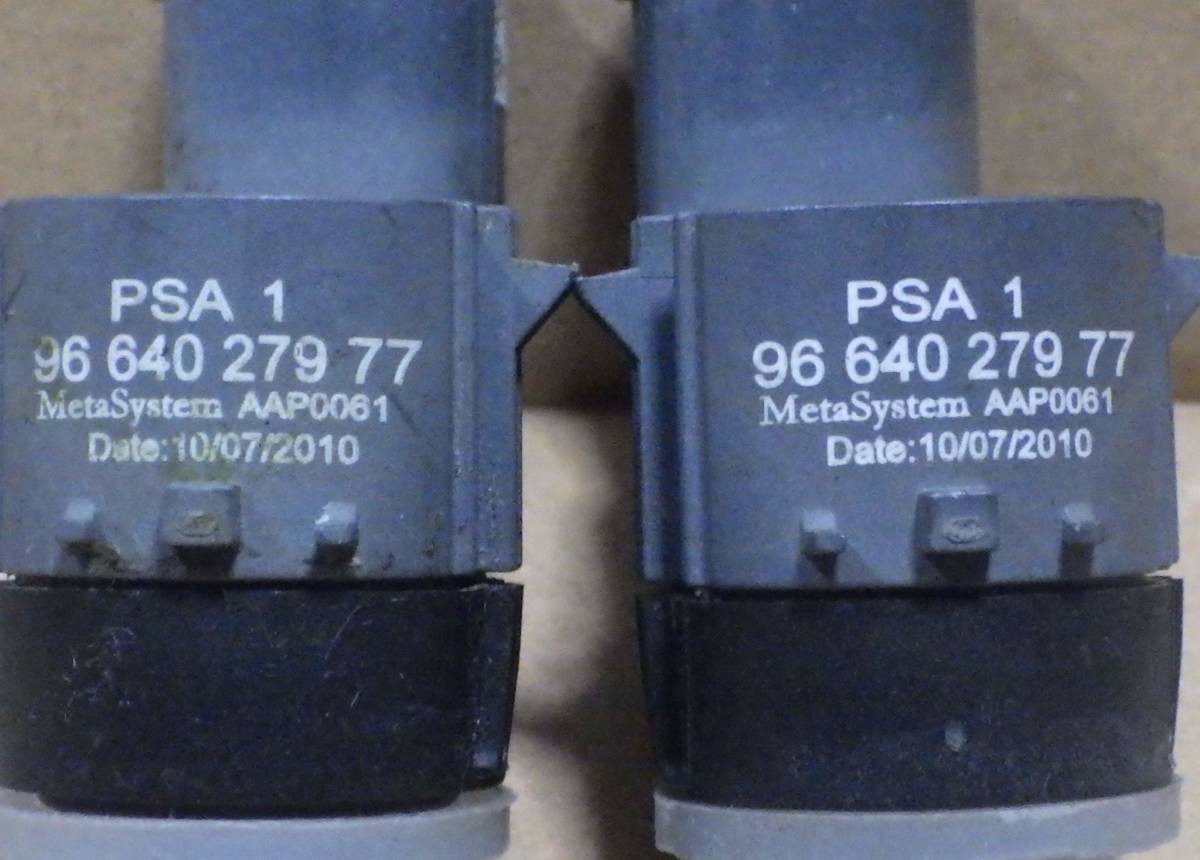 PSA 1
96 640 279 77
MetaSystem AAP0061
Date:10/07/2010
PSA 1
96 640 279 77
MetaSystem AAP0061
Date:10/07/2010